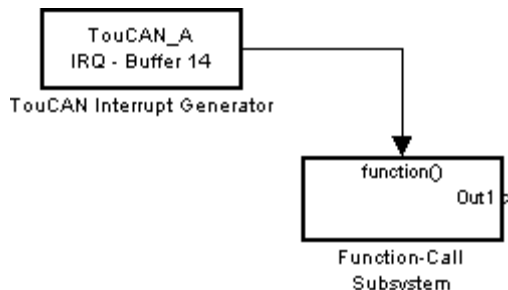 TouCAN_A
IRQ - Buffer 14
TouCAN Interrupt Generator
function()
Out1
Function-Call
Subsystem